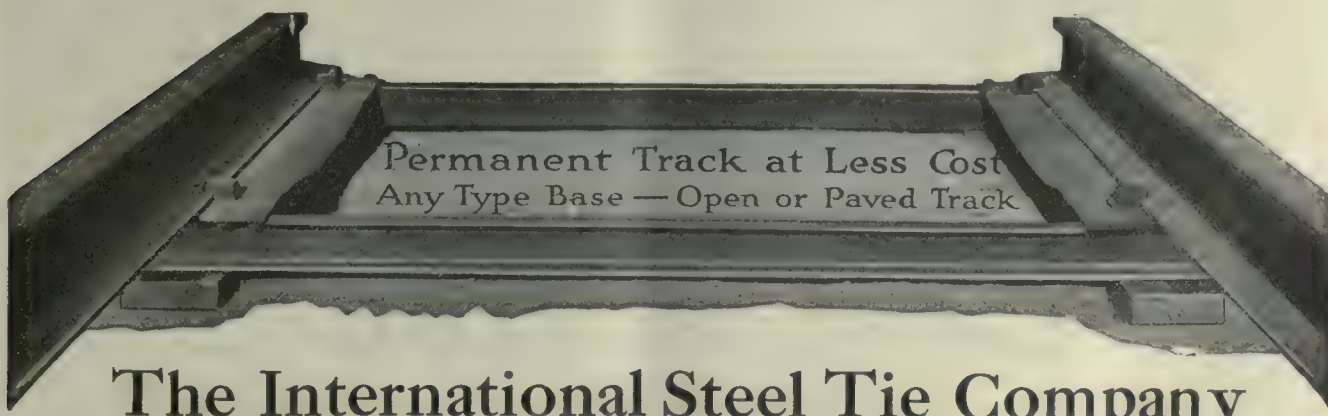 Permanent Track at Less Cost
Any Type Base — Open or Paved Track
The International Steel Tie Company